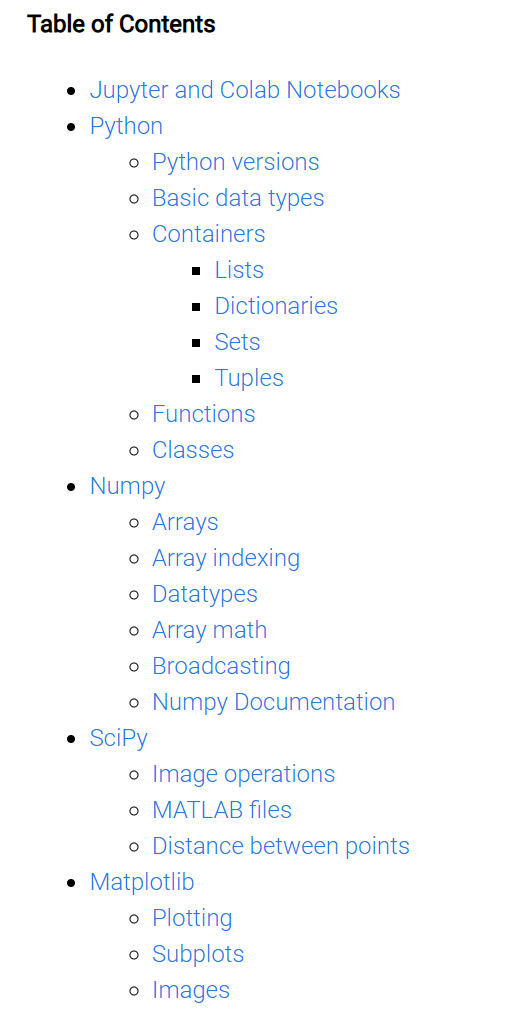 Table of Contents
Jupyter and Colab Notebooks
Python
Python versions
Basic data types
Containers
Lists
Dictionaries
Sets
Tuples
Functions
Classes
Numpy
Arrays
Array indexing
Datatypes
Array math
Broadcasting
Numpy Documentation
SciPy
Image operations
MATLAB files
Distance between points
Matplotlib
Plotting
Subplots
Images